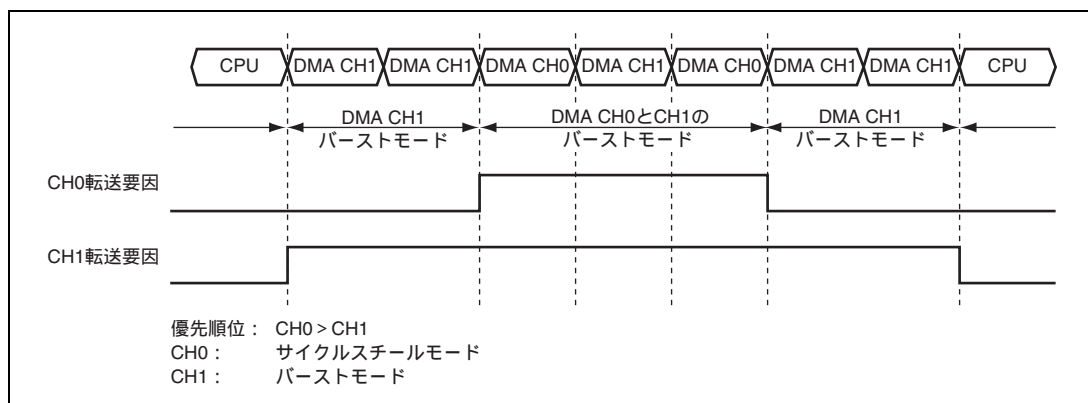 CPU DMA CH1 DMA CH1 DMA CH0 DMA CH1 DMA CH0 DMA CH1 DMA CH1 CPU
DMA CH1
バーストモード
DMA CH0とCH1の
バーストモード
DMA CH1
バーストモード
CH0転送要因
CH1転送要因
優先順位： CH0 > CH1
CH0： サイクルスチールモード
CH1： バーストモード